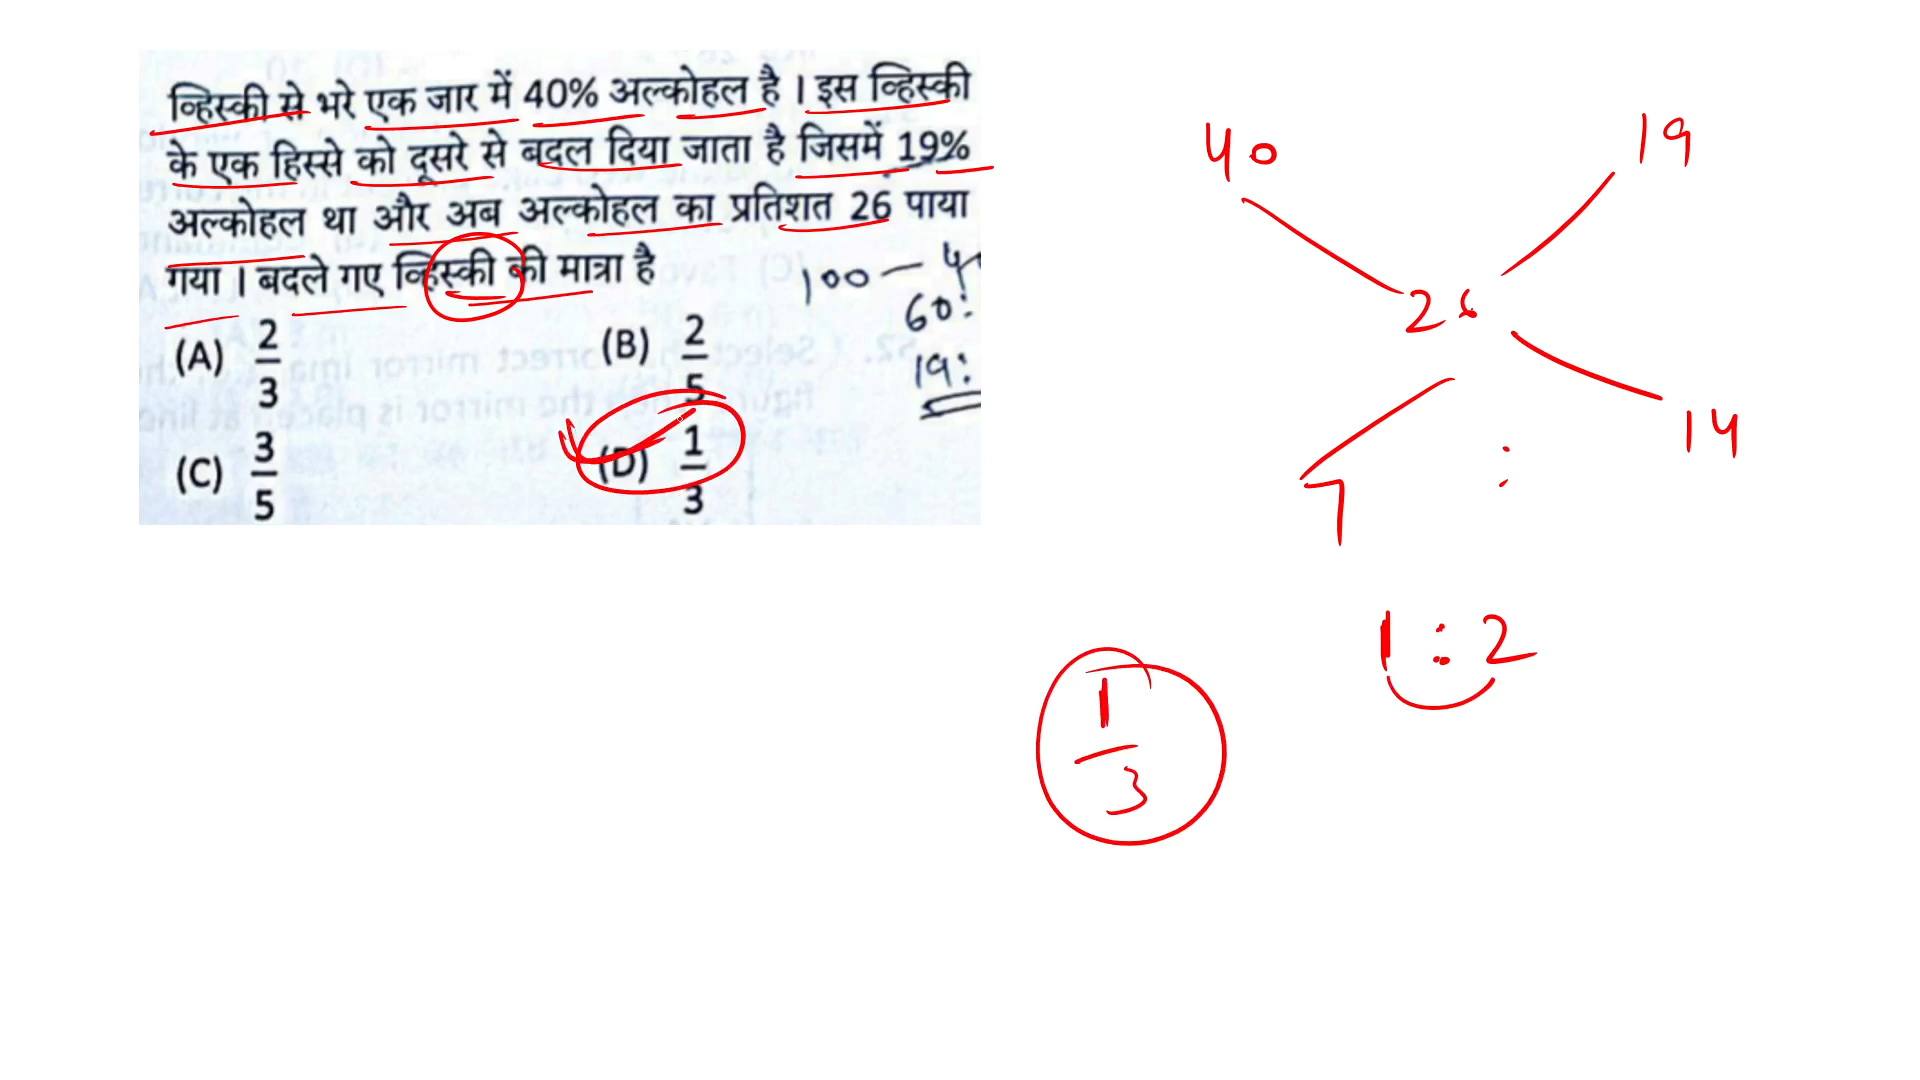 व्हिस्की से भरे एक जार में 40% अल्कोहल है । इस व्हिस्की
के एक हिस्से को दूसरे से बदल दिया जाता है जिसमें 19%
अल्कोहल था और अब अल्कोहल का प्रतिशत 26 पाया
गया । बदले गए व्हिस्की की मात्रा है
100 — 4
60:
19:
(A) 2/3 (B) 2/5
(C) 3/5 (D) 1/3
40 19
26
7 : 14
1 : 2
1/3